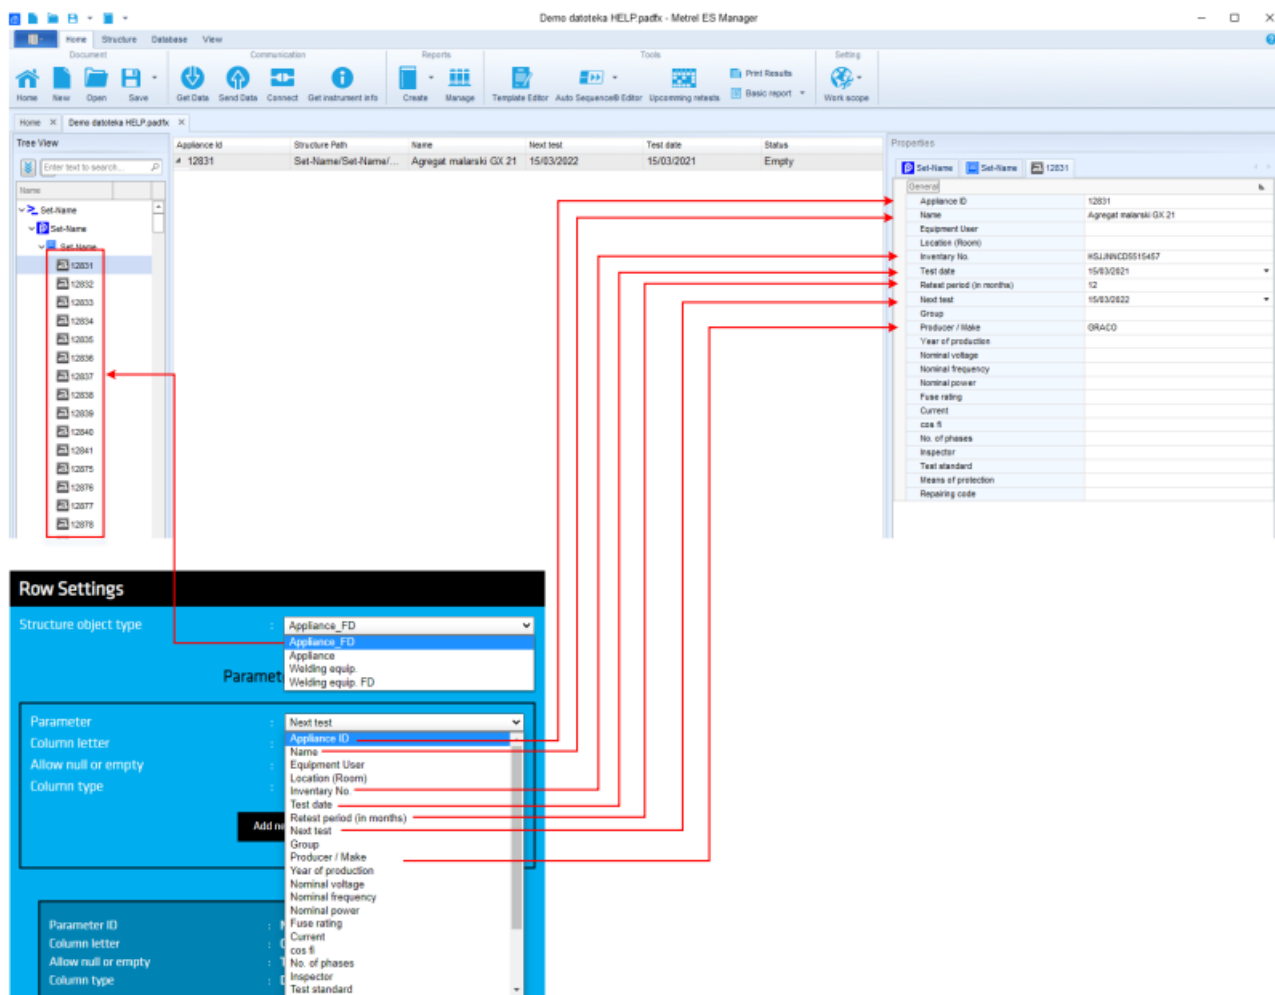 Demo datoteka HELP.padfx - Metrel ES Manager
Home Structure Database View
Document Communication Reports Tools Setting
Home New Open Save Get Data Send Data Connect Get instrument info Create Manage Template Editor Auto Sequence® Editor Upcomming retests Print Results Basic report Work scope
Home Demo datoteka HELP.padfx
Tree View
Enter text to search...
Name
Set-Name
Set-Name
Set-Name
12831
12832
12833
12834
12835
12836
12837
12838
12839
12840
12841
12875
12876
12877
12878
Appliance Id Structure Path Name Next test Test date Status
12831 Set-Name/Set-Name/... Agregat malarski GX 21 15/03/2022 15/03/2021 Empty
Properties
Set-Name Set-Name 12831
General
Appliance ID 12831
Name Agregat malarski GX 21
Equipment User
Location (Room)
Inventory No. HSJJNNCD5515457
Test date 15/03/2021
Retest period (in months) 12
Next test 15/03/2022
Group
Producer / Make GRACO
Year of production
Nominal voltage
Nominal frequency
Nominal power
Fuse rating
Current
cos fi
No. of phases
Inspector
Test standard
Means of protection
Repairing code
Row Settings
Structure object type : Appliance_FD
Appliance_FD
Appliance
Welding equip.
Welding equip. FD
Paramet
Parameter : Next test
Column letter :
Allow null or empty :
Column type :
Add ne
Appliance ID
Name
Equipment User
Location (Room)
Inventory No.
Test date
Retest period (in months)
Next test
Group
Producer / Make
Year of production
Nominal voltage
Nominal frequency
Nominal power
Fuse rating
Current
cos fi
No. of phases
Inspector
Test standard
Parameter ID :
Column letter :
Allow null or empty :
Column type :